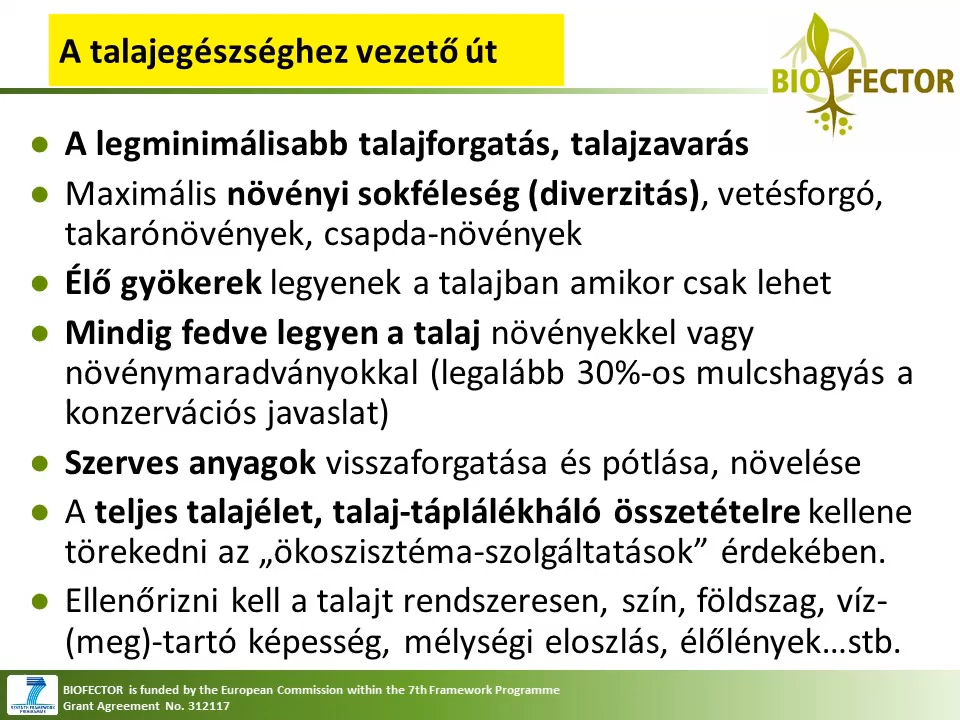 A talajegészséghez vezető út
BIOFECTOR
● A legminimálisabb talajforgatás, talajzavarás
● Maximális növényi sokféleség (diverzitás), vetésforgó,
takarónövények, csapda-növények
● Élő gyökerek legyenek a talajban amikor csak lehet
● Mindig fedve legyen a talaj növényekkel vagy
növénymaradványokkal (legalább 30%-os mulcshagyás a
konzervációs javaslat)
● Szerves anyagok visszaforgatása és pótlása, növelése
● A teljes talajélet, talaj-táplálékháló összetételre kellene
törekedni az „ökoszisztéma-szolgáltatások” érdekében.
● Ellenőrizni kell a talajt rendszeresen, szín, földszag, víz-
(meg)-tartó képesség, mélységi eloszlás, élőlények...stb.
SEVENTH FRAMEWORK
PROGRAMME
BIOFECTOR is funded by the European Commission within the 7th Framework Programme
Grant Agreement No. 312117